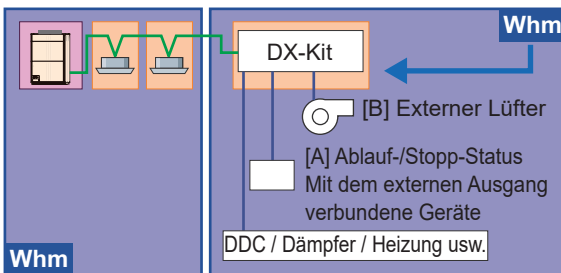 Whm
DX-Kit
[B] Externer Lüfter
[A] Ablauf-/Stopp-Status
Mit dem externen Ausgang
verbundene Geräte
DDC / Dämpfer / Heizung usw.
Whm